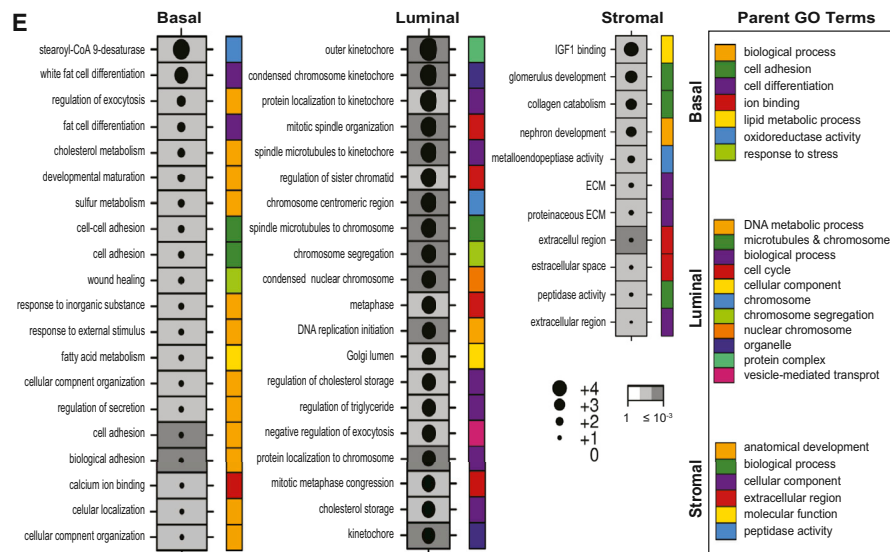 E
Basal
stearoyl-CoA 9-desaturase
white fat cell differentiation
regulation of exocytosis
fat cell differentiation
cholesterol metabolism
developmental maturation
sulfur metabolism
cell-cell adhesion
cell adhesion
wound healing
response to inorganic substance
response to external stimulus
fatty acid metabolism
cellular compnent organization
regulation of secretion
cell adhesion
biological adhesion
calcium ion binding
celular localization
cellular compnent organization
Luminal
outer kinetochore
condensed chromosome kinetochore
protein localization to kinetochore
mitotic spindle organization
spindle microtubules to kinetochore
regulation of sister chromatid
chromosome centromeric region
spindle microtubules to chromosome
chromosome segregation
condensed nuclear chromosome
metaphase
DNA replication initiation
Golgi lumen
regulation of cholesterol storage
regulation of triglyceride
negative regulation of exocytosis
protein localization to chromosome
mitotic metaphase congression
cholesterol storage
kinetochore
Stromal
IGF1 binding
glomerulus development
collagen catabolism
nephron development
metalloendopeptiase activity
ECM
proteinaceous ECM
extracellul region
estracellular space
peptidase activity
extracellular region
+4
+3
+2
+1
0
1 ≤ 10⁻³
Parent GO Terms
Basal
biological process
cell adhesion
cell differentiation
ion binding
lipid metabolic process
oxidoreductase activity
response to stress
Luminal
DNA metabolic process
microtubules & chromosome
biological process
cell cycle
cellular component
chromosome
chromosome segregation
nuclear chromosome
organelle
protein complex
vesicle-mediated transprot
Stromal
anatomical development
biological process
cellular component
extracellular region
molecular function
peptidase activity